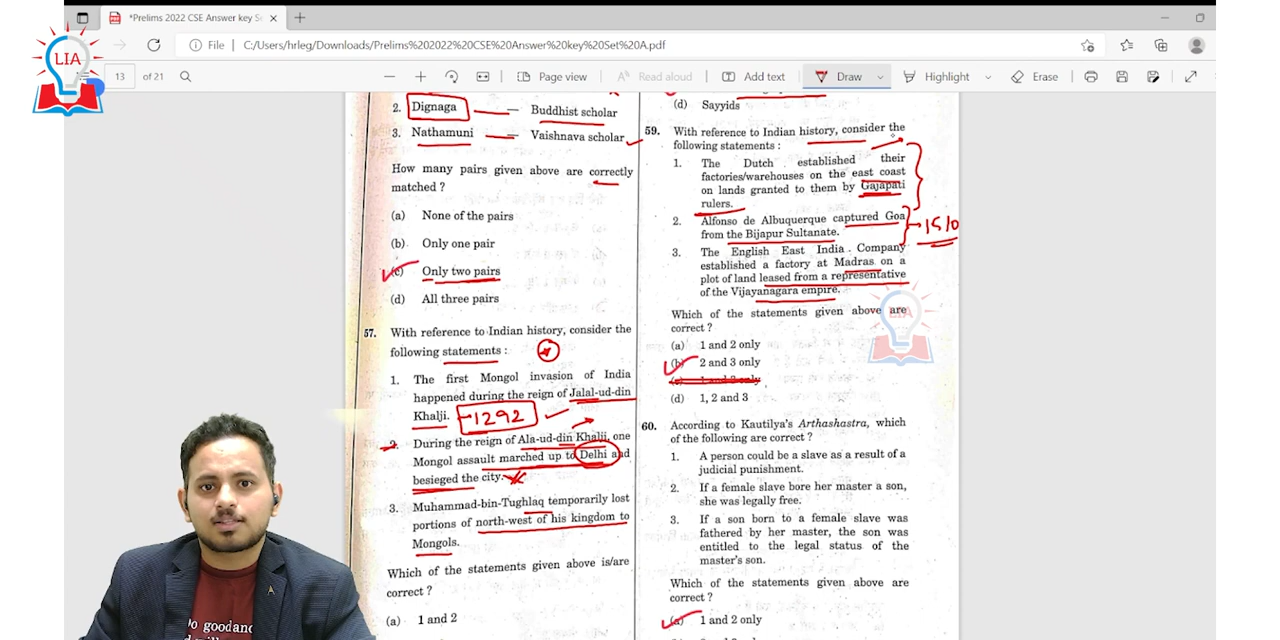 *Prelims 2022 CSE Answer key Se
File
C:/Users/hrleg/Downloads/Prelims%202022%20CSE%20Answer%20key%20Set%20A.pdf
LIA
13 of 21
Page view
Read aloud
Add text
Draw
Highlight
Erase
2. Dignaga — Buddhist scholar
3. Nathamuni — Vaishnava scholar
How many pairs given above are correctly
matched ?
(a) None of the pairs
(b) Only one pair
(c) Only two pairs
(d) All three pairs
57. With reference to Indian history, consider the
following statements :
1. The first Mongol invasion of India
happened during the reign of Jalal-ud-din
Khalji. 1292
2. During the reign of Ala-ud-din Khalji, one
Mongol assault marched up to Delhi and
besieged the city.
3. Muhammad-bin-Tughlaq temporarily lost
portions of north-west of his kingdom to
Mongols.
Which of the statements given above is/are
correct ?
(a) 1 and 2
(d) Sayyids
59. With reference to Indian history, consider the
following statements :
1. The Dutch established their
factories/warehouses on the east coast
on lands granted to them by Gajapati
rulers.
2. Alfonso de Albuquerque captured Goa
from the Bijapur Sultanate.
1510
3. The English East India Company
established a factory at Madras on a
plot of land leased from a representative
of the Vijayanagara empire.
LIA
Which of the statements given above are
correct ?
(a) 1 and 2 only
(b) 2 and 3 only
(c) 1 and 3 only
(d) 1, 2 and 3
60. According to Kautilya's Arthashastra, which
of the following are correct ?
1. A person could be a slave as a result of a
judicial punishment.
2. If a female slave bore her master a son,
she was legally free.
3. If a son born to a female slave was
fathered by her master, the son was
entitled to the legal status of the
master's son.
Which of the statements given above are
correct ?
(a) 1 and 2 only